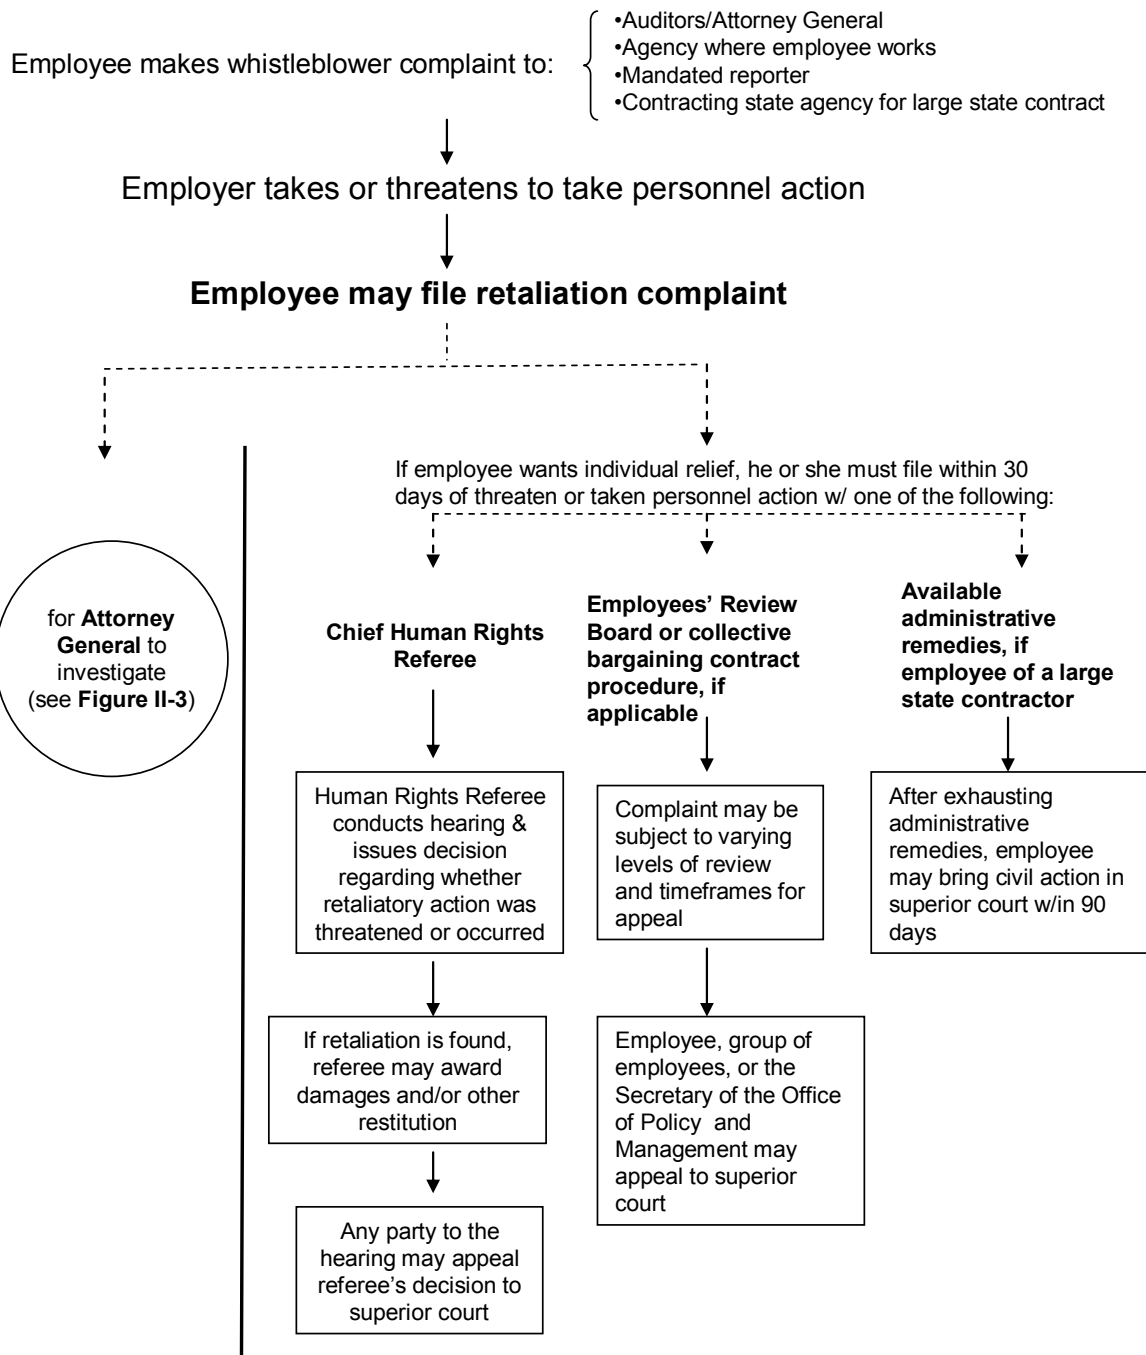 Employee makes whistleblower complaint to:
•Auditors/Attorney General
•Agency where employee works
•Mandated reporter
•Contracting state agency for large state contract
Employer takes or threatens to take personnel action
Employee may file retaliation complaint
If employee wants individual relief, he or she must file within 30
days of threaten or taken personnel action w/ one of the following:
for Attorney
General to
investigate
(see Figure II-3)
Chief Human Rights
Referee
Human Rights Referee
conducts hearing &
issues decision
regarding whether
retaliatory action was
threatened or occurred
If retaliation is found,
referee may award
damages and/or other
restitution
Any party to the
hearing may appeal
referee’s decision to
superior court
Employees’ Review
Board or collective
bargaining contract
procedure, if
applicable
Complaint may be
subject to varying
levels of review
and timeframes for
appeal
Employee, group of
employees, or the
Secretary of the Office
of Policy and
Management may
appeal to superior
court
Available
administrative
remedies, if
employee of a large
state contractor
After exhausting
administrative
remedies, employee
may bring civil action in
superior court w/in 90
days